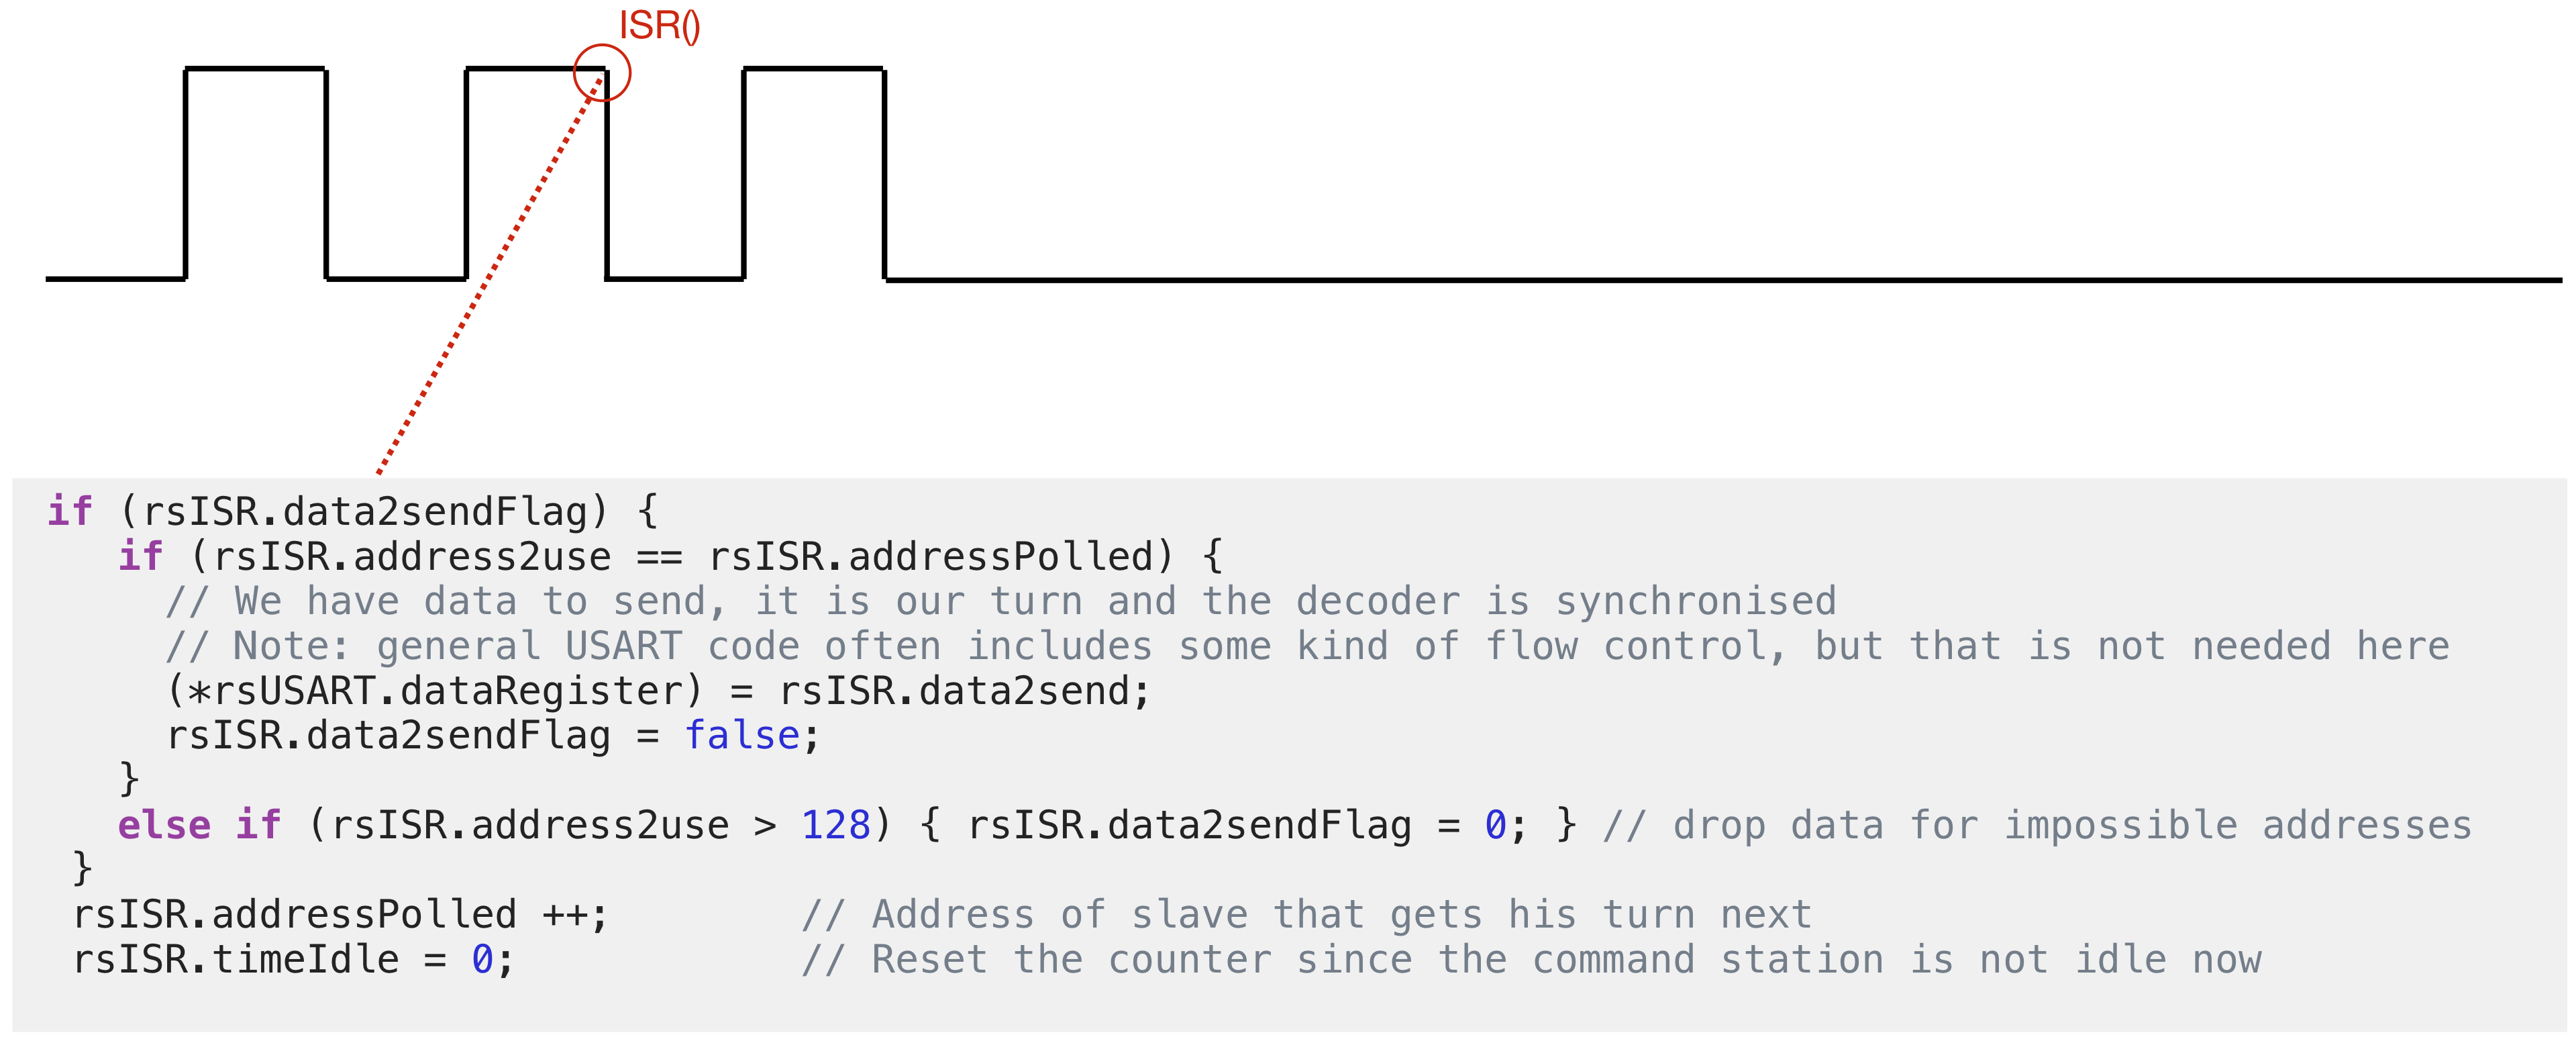 ISR()
if (rsISR.data2sendFlag) {
if (rsISR.address2use == rsISR.addressPolled) {
// We have data to send, it is our turn and the decoder is synchronised
// Note: general USART code often includes some kind of flow control, but that is not needed here
(*rsUSART.dataRegister) = rsISR.data2send;
rsISR.data2sendFlag = false;
}
else if (rsISR.address2use > 128) { rsISR.data2sendFlag = 0; } // drop data for impossible addresses
}
rsISR.addressPolled ++; // Address of slave that gets his turn next
rsISR.timeIdle = 0; // Reset the counter since the command station is not idle now